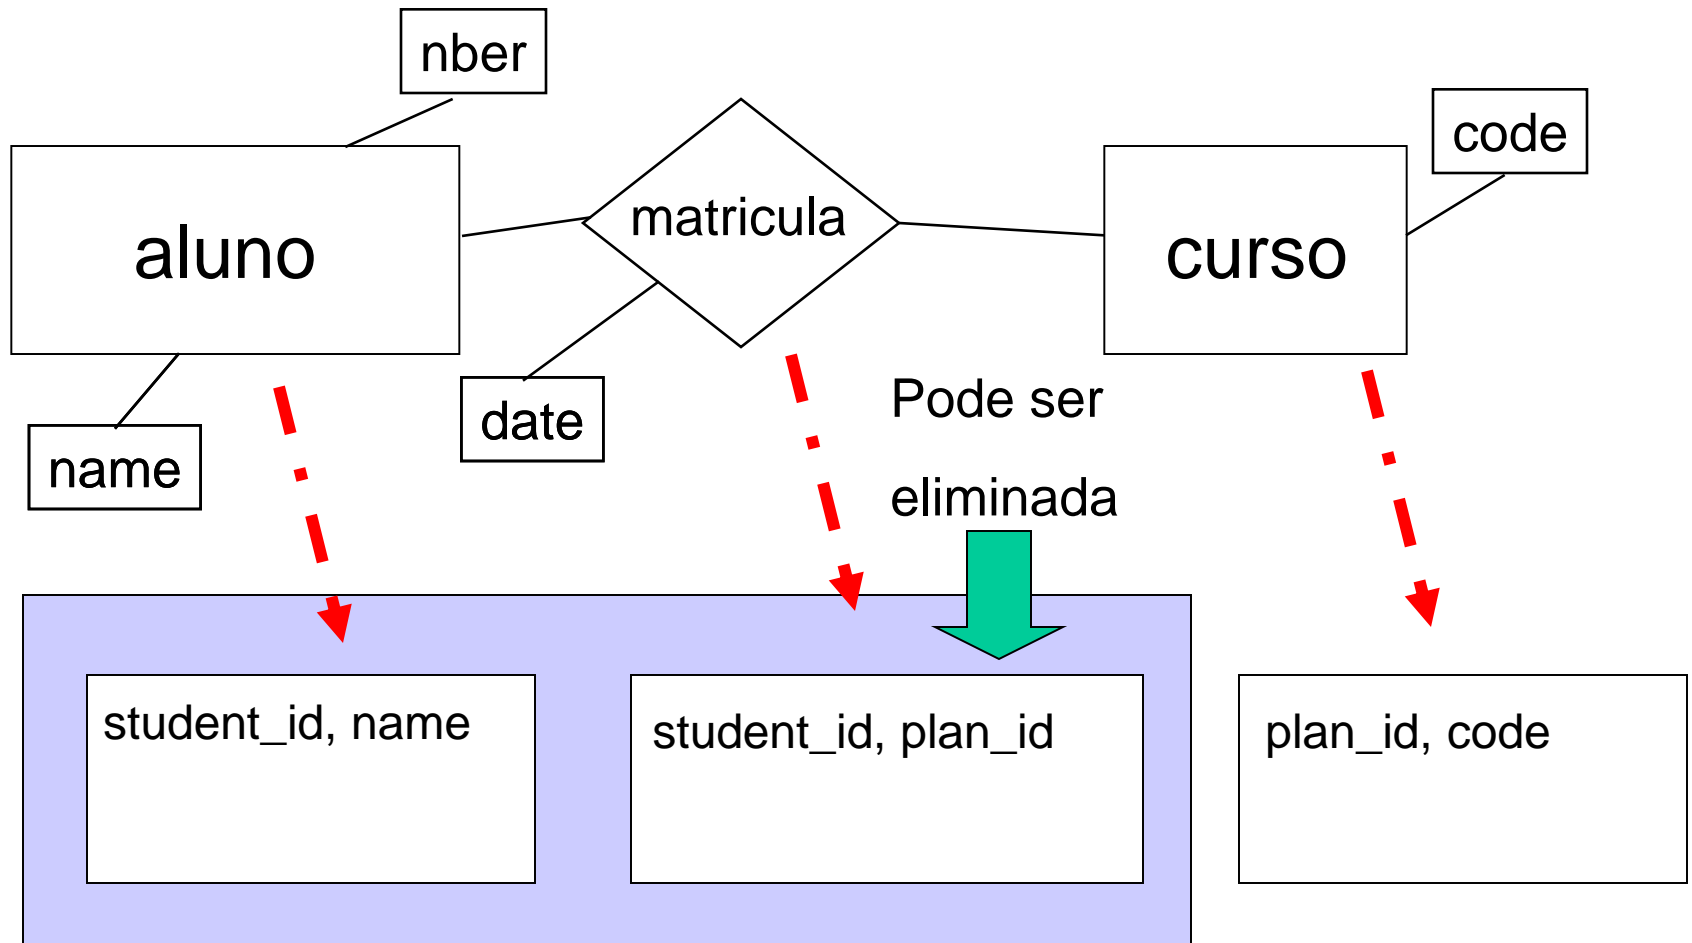 nber
code
matricula
aluno
curso
date
name
Pode ser
eliminada
student_id, name
student_id, plan_id
plan_id, code